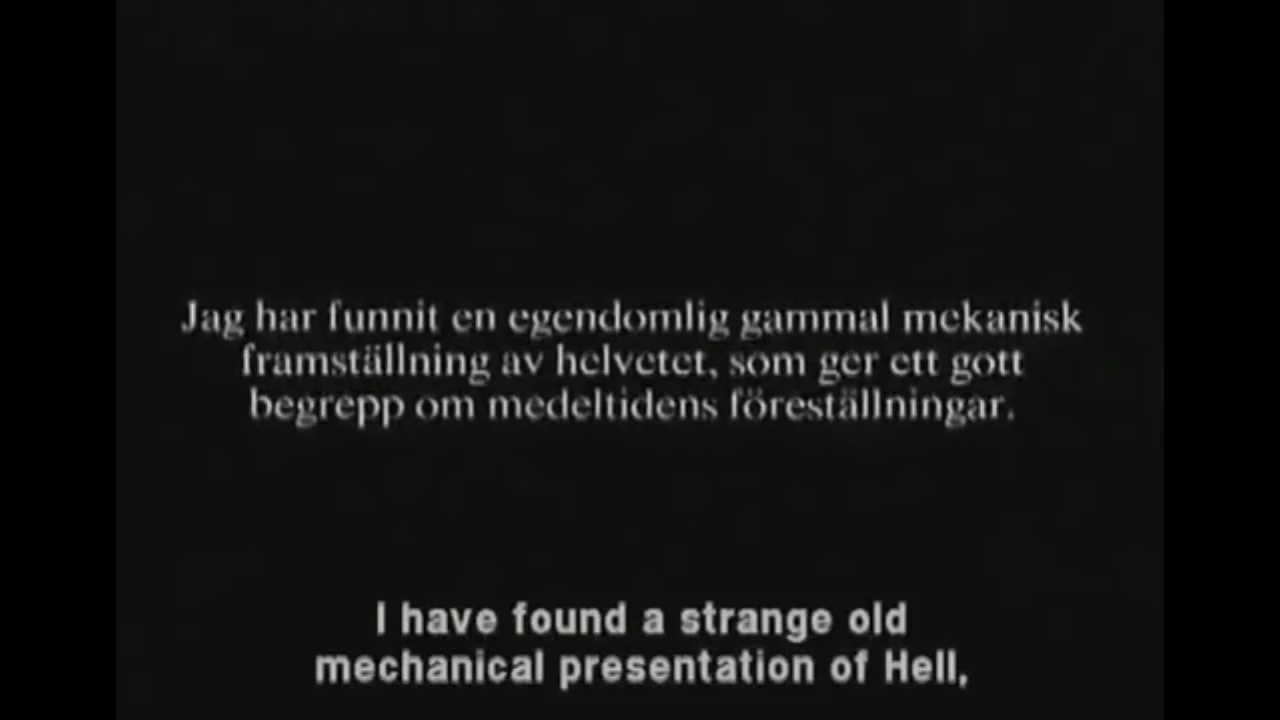 Jag har funnit en egendomlig gammal mekanisk
framställning av helvetet, som ger ett gott
begrepp om medeltidens föreställningar.
I have found a strange old
mechanical presentation of Hell,